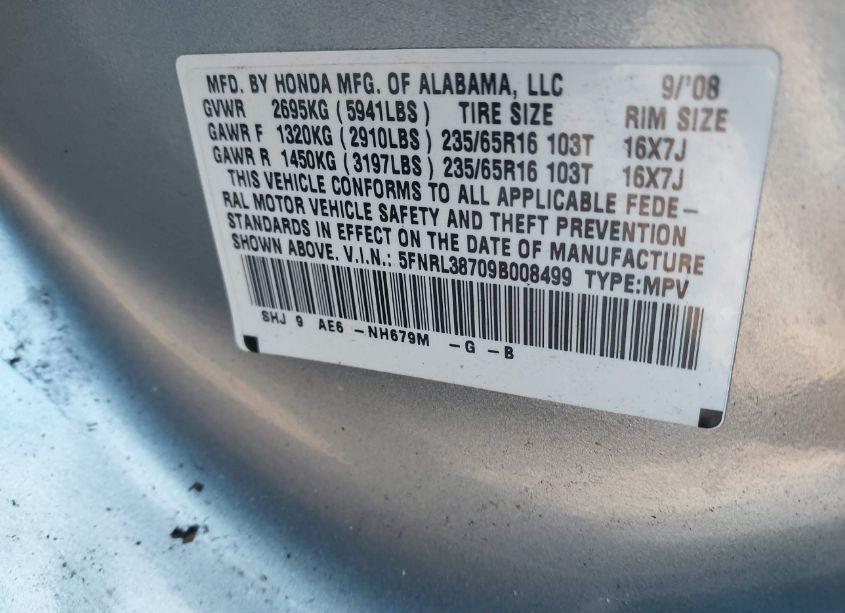 MFD. BY HONDA MFG. OF ALABAMA, LLC 9/'08
GVWR 2695KG (5941LBS) TIRE SIZE RIM SIZE
GAWR F 1320KG (2910LBS) 235/65R16 103T 16X7J
GAWR R 1450KG (3197LBS) 235/65R16 103T 16X7J
THIS VEHICLE CONFORMS TO ALL APPLICABLE FEDE-
RAL MOTOR VEHICLE SAFETY AND THEFT PREVENTION
STANDARDS IN EFFECT ON THE DATE OF MANUFACTURE
SHOWN ABOVE. V.I.N.: 5FNRL38709B008499 TYPE:MPV
SHJ 9 AE6 -NH679M -G -B